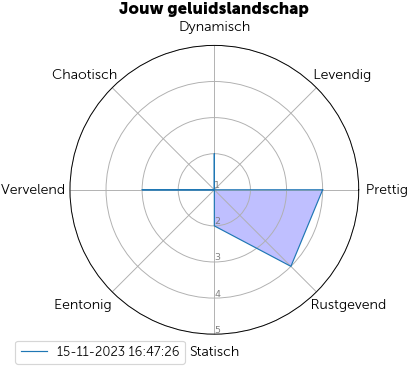 Jouw geluidslandschap
Dynamisch
Chaotisch
Levendig
Vervelend
1
Prettig
2
3
4
Eentonig
Rustgevend
5
15-11-2023 16:47:26
Statisch